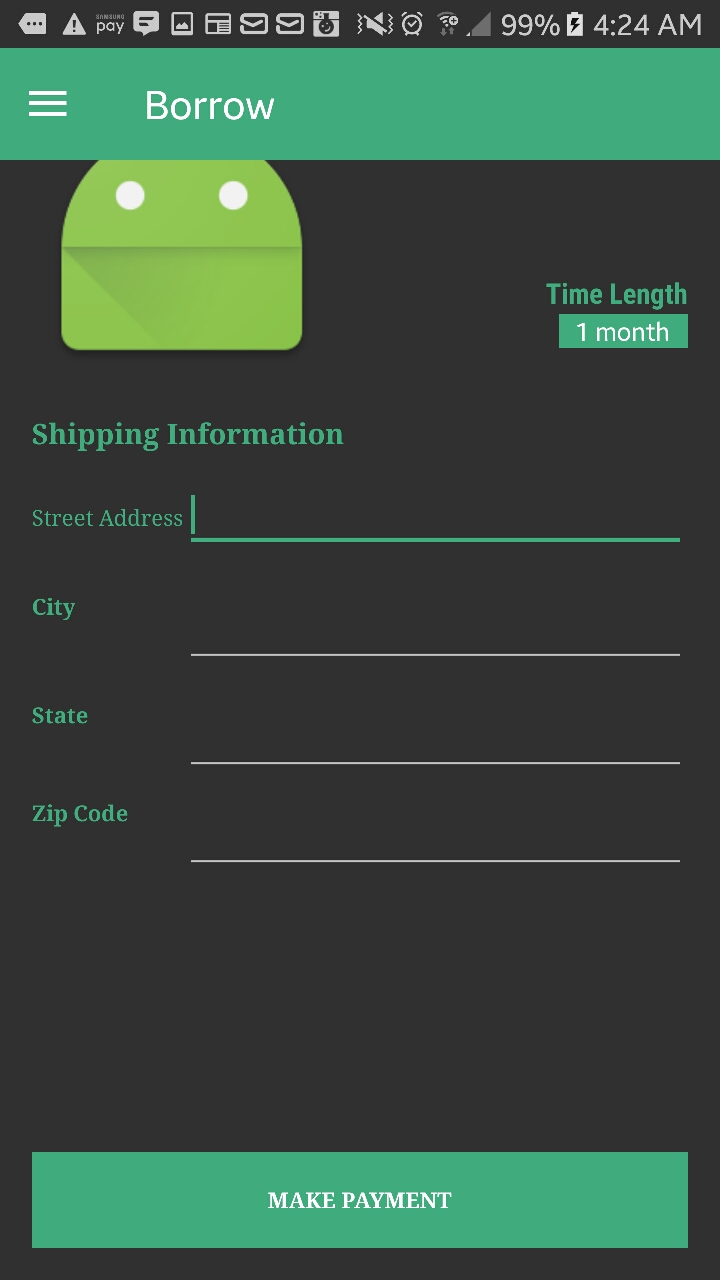 SAMSUNG
pay
99% 4:24 AM
Borrow
Time Length
1 month
Shipping Information
Street Address
City
State
Zip Code
MAKE PAYMENT